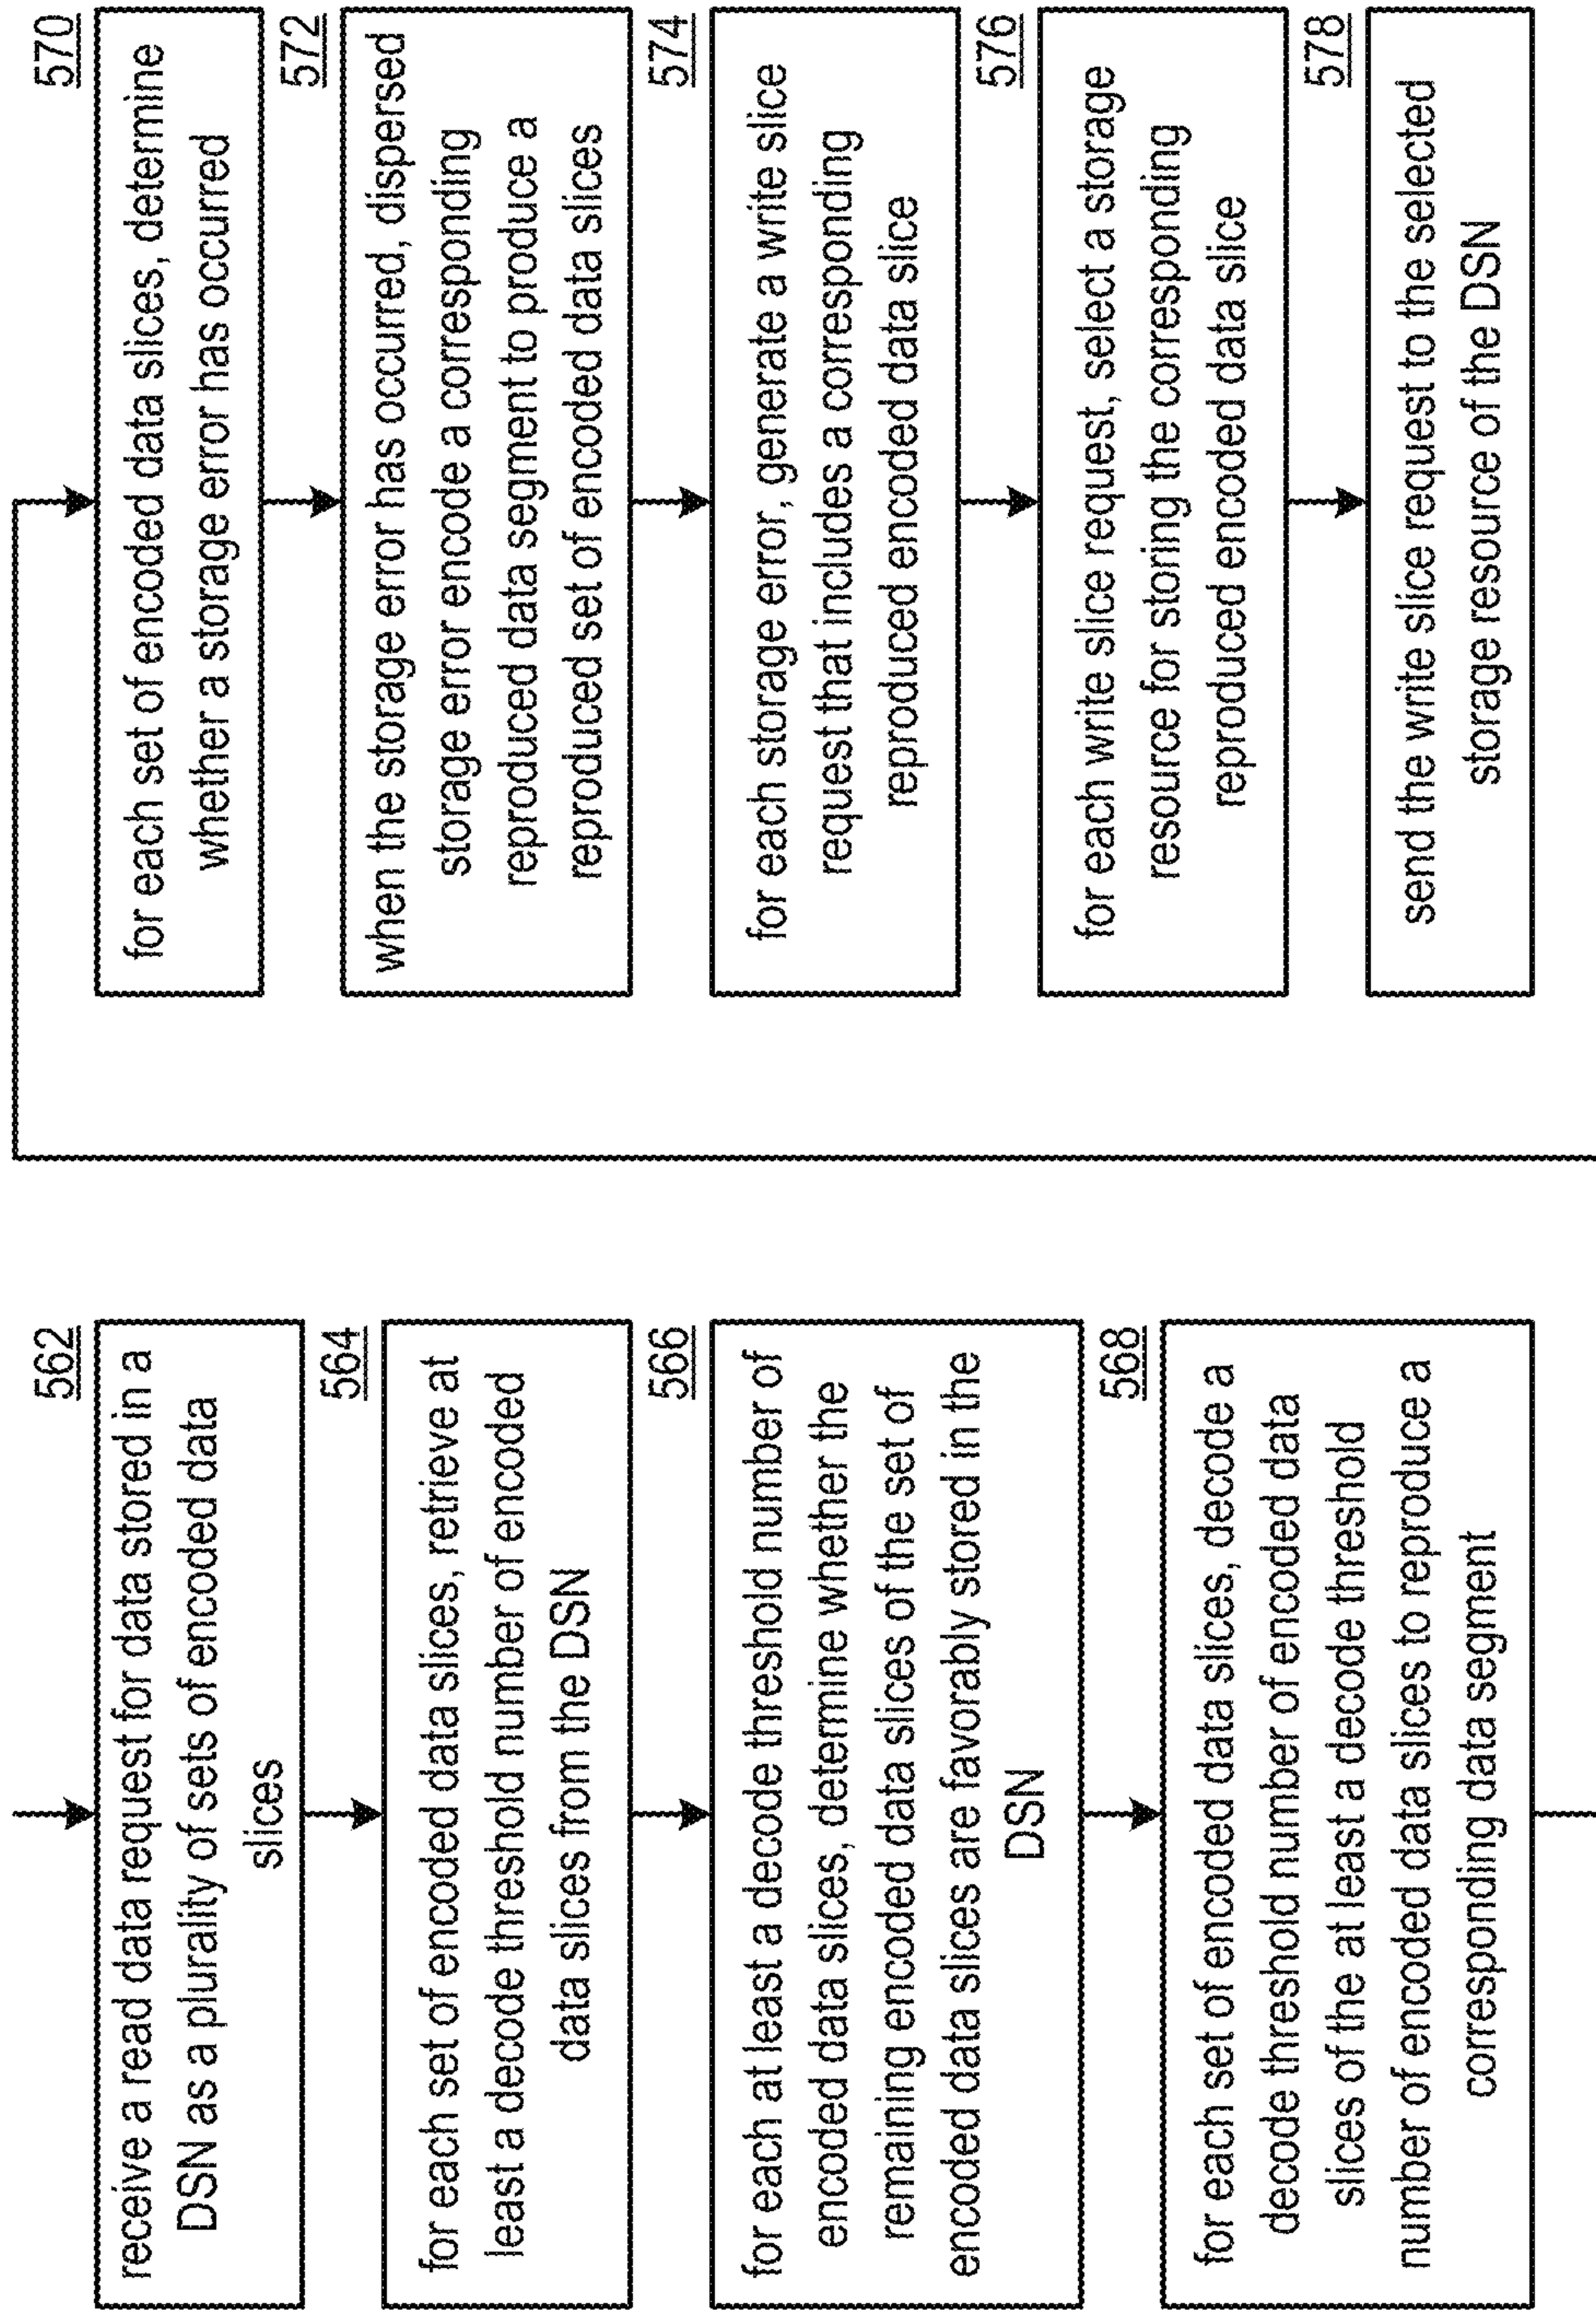 562
receive a read data request for data stored in a
DSN as a plurality of sets of encoded data
slices
564
for each set of encoded data slices, retrieve at
least a decode threshold number of encoded
data slices from the DSN
566
for each at least a decode threshold number of
encoded data slices, determine whether the
remaining encoded data slices of the set of
encoded data slices are favorably stored in the
DSN
568
for each set of encoded data slices, decode a
decode threshold number of encoded data
slices of the at least a decode threshold
number of encoded data slices to reproduce a
corresponding data segment
570
for each set of encoded data slices, determine
whether a storage error has occurred
572
when the storage error has occurred, dispersed
storage error encode a corresponding
reproduced data segment to produce a
reproduced set of encoded data slices
574
for each storage error, generate a write slice
request that includes a corresponding
reproduced encoded data slice
576
for each write slice request, select a storage
resource for storing the corresponding
reproduced encoded data slice
578
send the write slice request to the selected
storage resource of the DSN